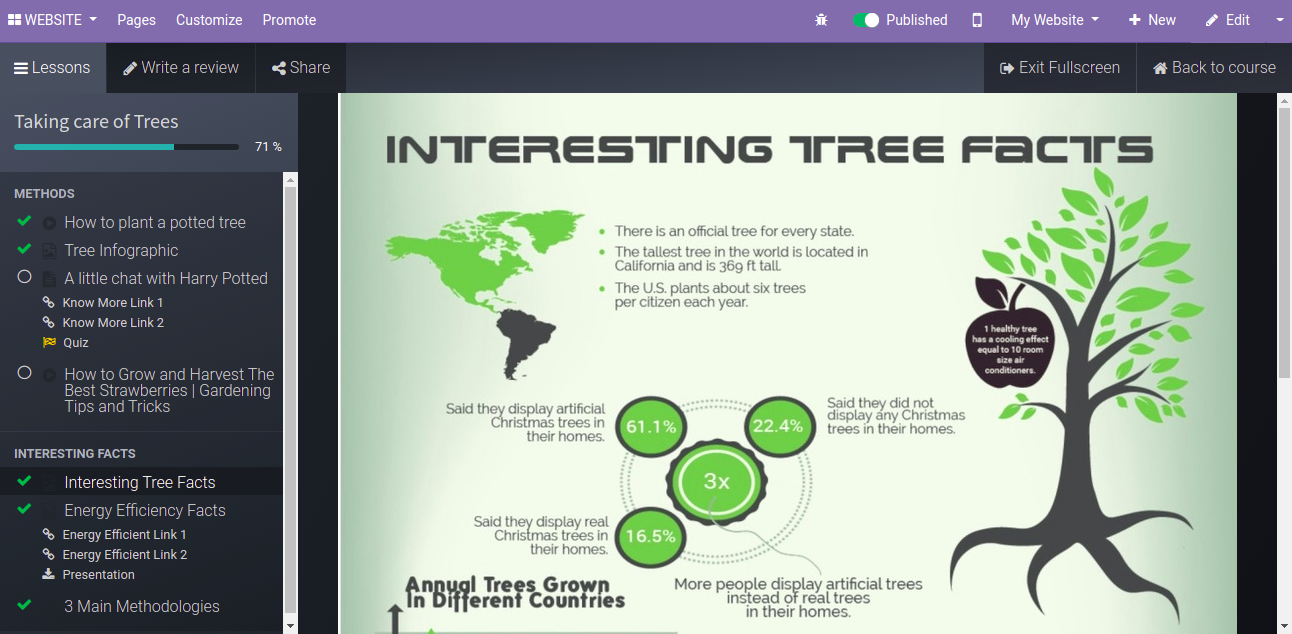 WEBSITE Pages Customize Promote Published My Website New Edit
Lessons Write a review Share Exit Fullscreen Back to course
Taking care of Trees
71 %
METHODS
How to plant a potted tree
Tree Infographic
A little chat with Harry Potted
Know More Link 1
Know More Link 2
Quiz
How to Grow and Harvest The
Best Strawberries | Gardening
Tips and Tricks
INTERESTING FACTS
Interesting Tree Facts
Energy Efficiency Facts
Energy Efficient Link 1
Energy Efficient Link 2
Presentation
3 Main Methodologies
INTERESTING TREE FACTS
There is an official tree for every state.
The tallest tree in the world is located in
California and is 369 ft tall.
The U.S. plants about six trees
per citizen each year.
1 healthy tree
has a cooling effect
equal to 10 room
size air
conditioners.
Said they display artificial
Christmas trees in
their homes.
61.1%
22.4%
Said they did not
display any Christmas
trees in their homes.
3x
Said they display real
Christmas trees in
their homes.
16.5%
More people display artificial trees
instead of real trees
in their homes.
Annual Trees Grown
In Different Countries